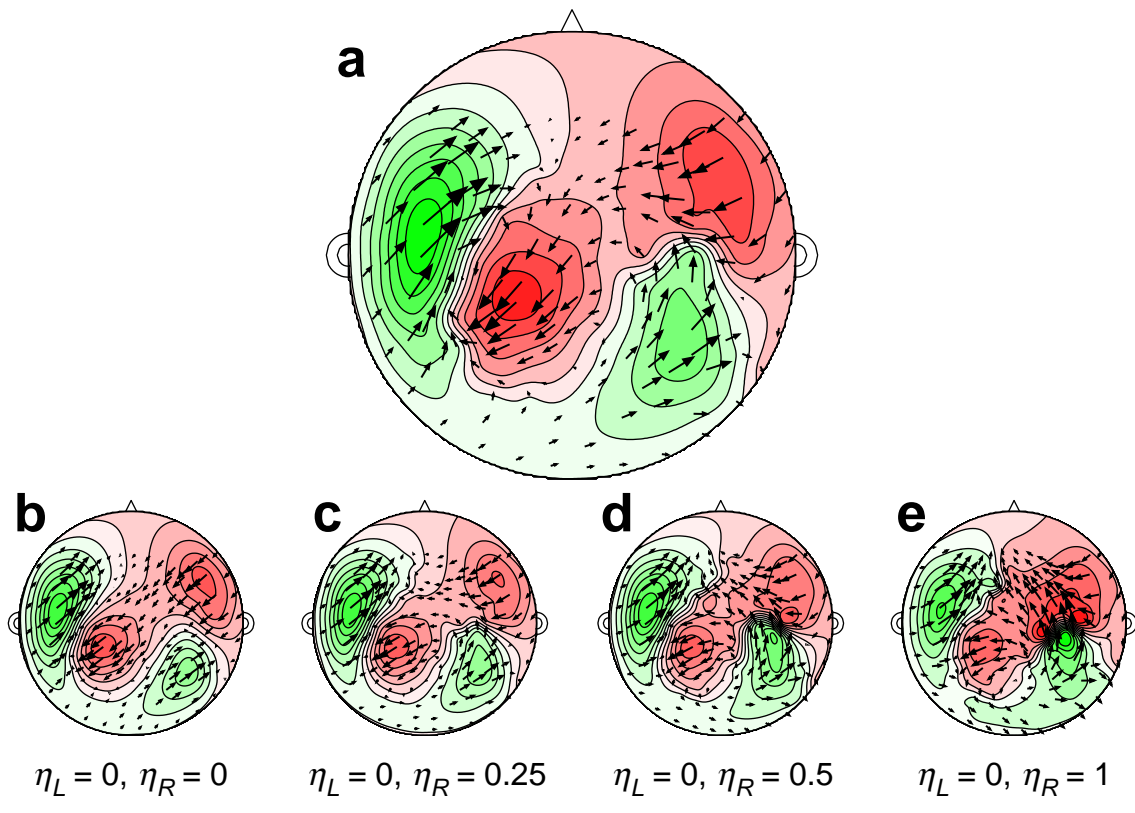 a
b c d e
η_L = 0, η_R = 0 η_L = 0, η_R = 0.25 η_L = 0, η_R = 0.5 η_L = 0, η_R = 1